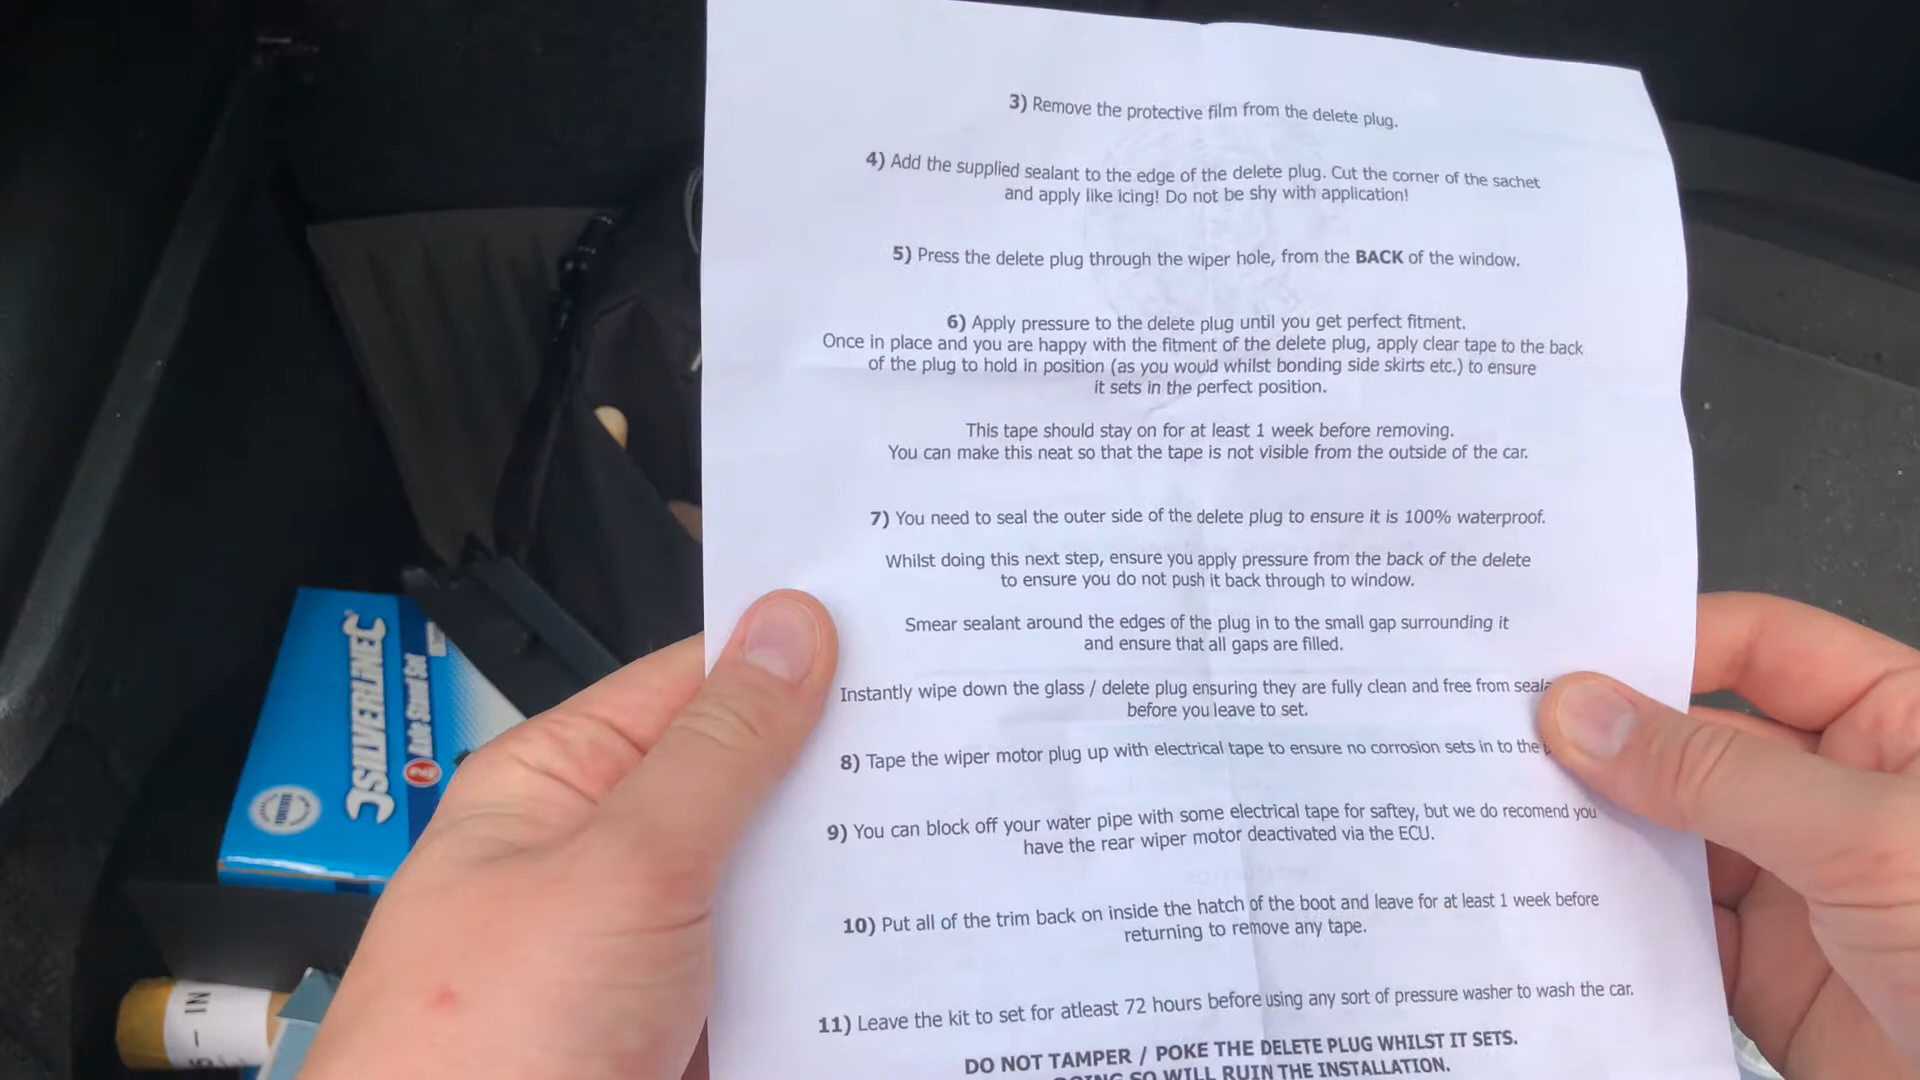 3) Remove the protective film from the delete plug.
4) Add the supplied sealant to the edge of the delete plug. Cut the corner of the sachet
and apply like icing! Do not be shy with application!
5) Press the delete plug through the wiper hole, from the BACK of the window.
6) Apply pressure to the delete plug until you get perfect fitment.
Once in place and you are happy with the fitment of the delete plug, apply clear tape to the back
of the plug to hold in position (as you would whilst bonding side skirts etc.) to ensure
it sets in the perfect position.
This tape should stay on for at least 1 week before removing.
You can make this neat so that the tape is not visible from the outside of the car.
7) You need to seal the outer side of the delete plug to ensure it is 100% waterproof.
Whilst doing this next step, ensure you apply pressure from the back of the delete
to ensure you do not push it back through to window.
Smear sealant around the edges of the plug in to the small gap surrounding it
and ensure that all gaps are filled.
Instantly wipe down the glass / delete plug ensuring they are fully clean and free from
before you leave to set.
8) Tape the wiper motor plug up with electrical tape to ensure no corrosion sets in to the
9) You can block off your water pipe with some electrical tape for saftey, but we do recomend you
have the rear wiper motor deactivated via the ECU.
10) Put all of the trim back on inside the hatch of the boot and leave for at least 1 week before
returning to remove any tape.
11) Leave the kit to set for atleast 72 hours before using any sort of pressure washer to wash the car.
DO NOT TAMPER / POKE THE DELETE PLUG WHILST IT SETS.
DOING SO WILL RUIN THE INSTALLATION.
SILVERLINE
IN